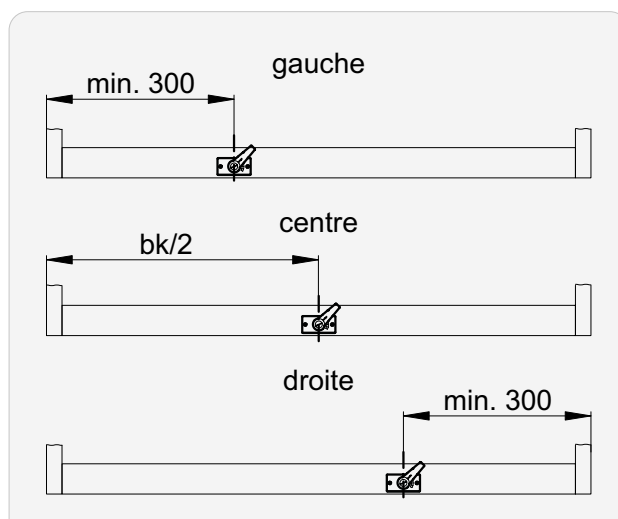 gauche
min. 300
centre
bk/2
droite
min. 300